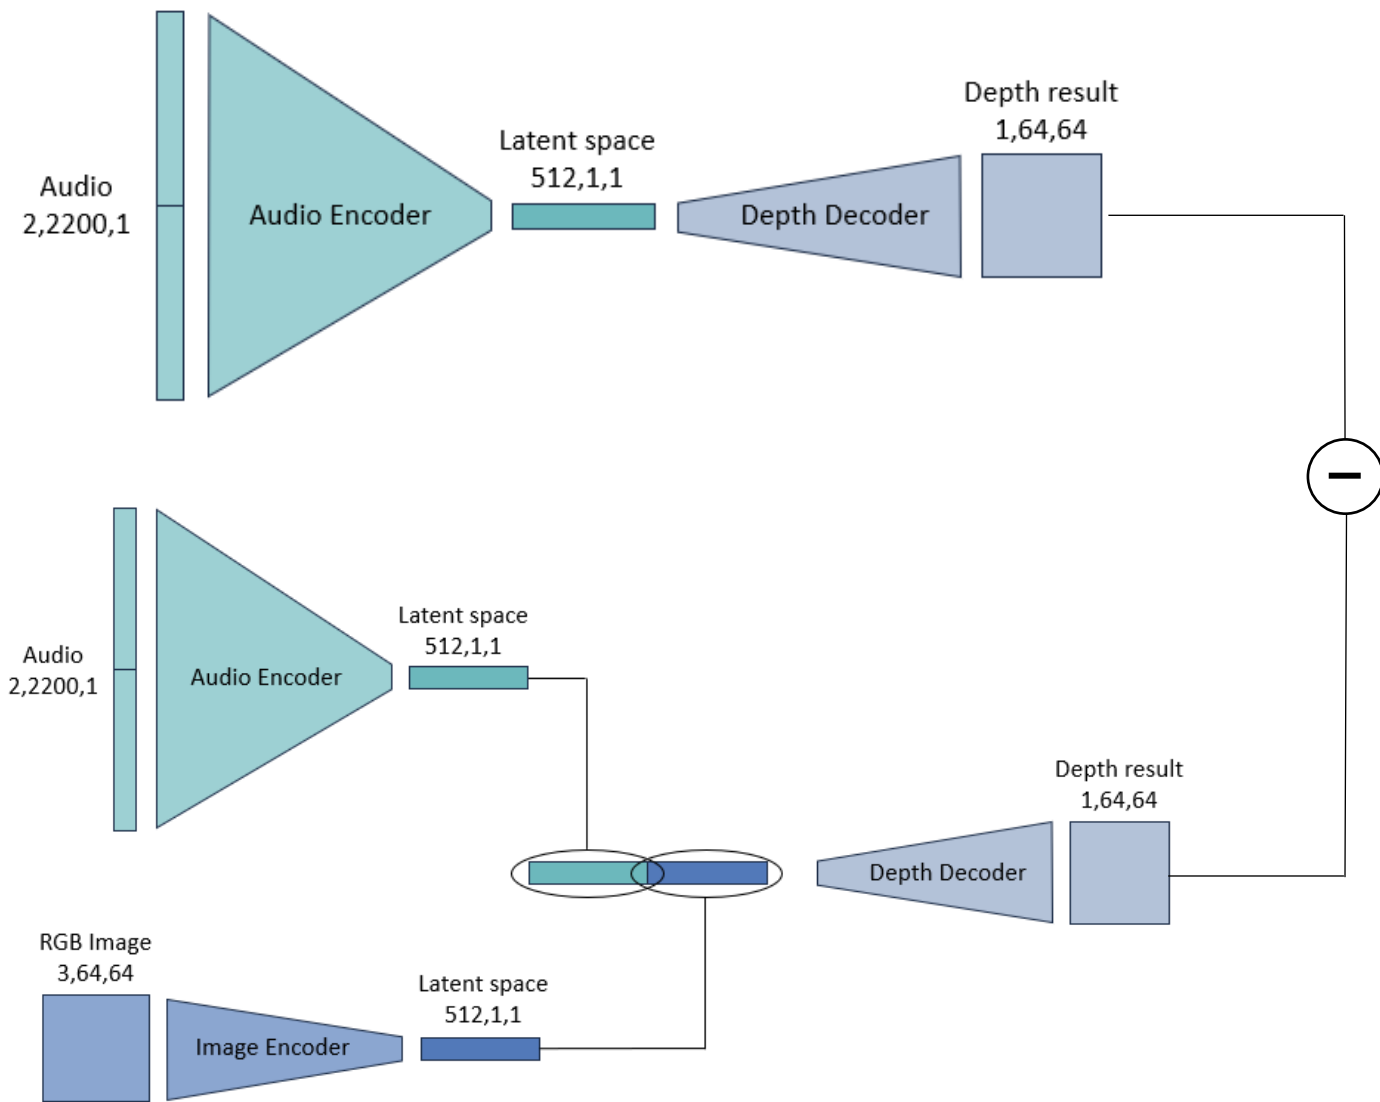 Depth result
1,64,64
Latent space
512,1,1
Audio
2,2200,1
Audio Encoder
Depth Decoder
Latent space
512,1,1
Audio
2,2200,1
Audio Encoder
Depth result
1,64,64
Depth Decoder
RGB Image
3,64,64
Latent space
512,1,1
Image Encoder